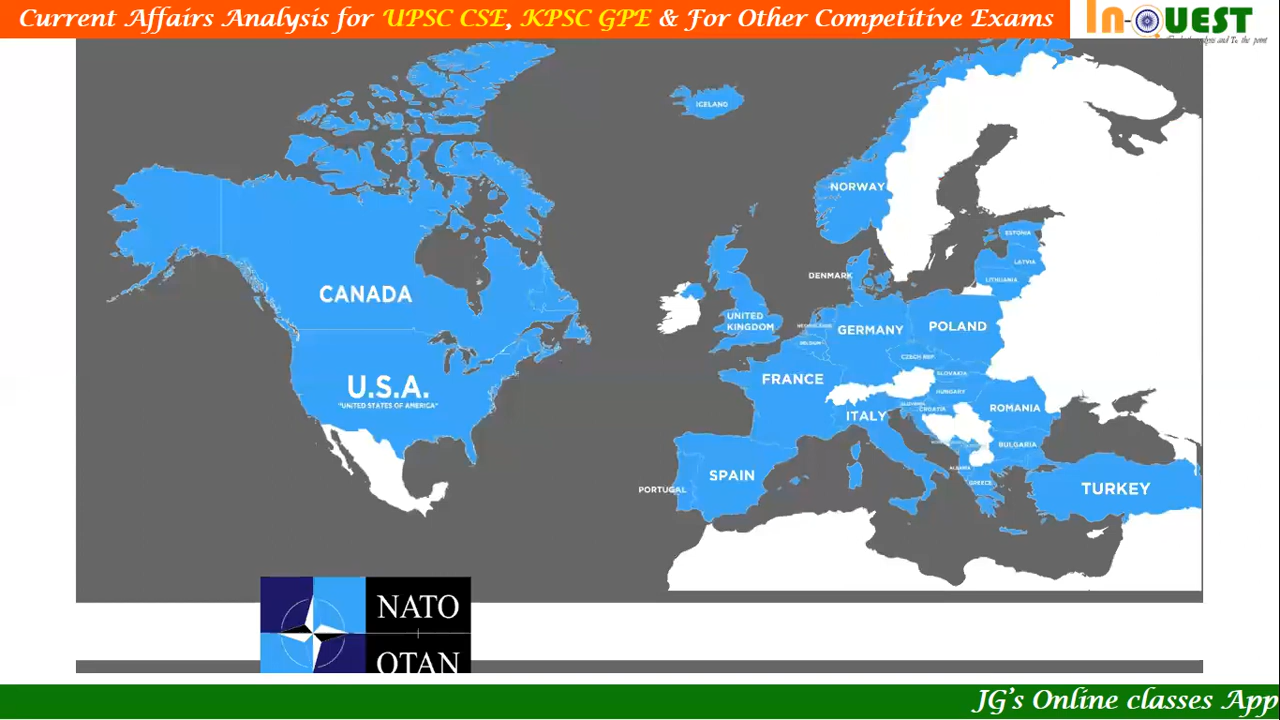 Current Affairs Analysis for UPSC CSE, KPSC GPE & For Other Competitive Exams
In-QUEST
ICELAND
NORWAY
ESTONIA
LATVIA
DENMARK
LITHUANIA
CANADA
UNITED
KINGDOM
NETHERLANDS
GERMANY
POLAND
BELGIUM
CZECH REP.
SLOVAKIA
FRANCE
HUNGARY
U.S.A.
"UNITED STATES OF AMERICA"
CROATIA
ROMANIA
ITALY
BULGARIA
ALBANIA
SPAIN
GREECE
TURKEY
PORTUGAL
NATO
OTAN
JG's Online classes App